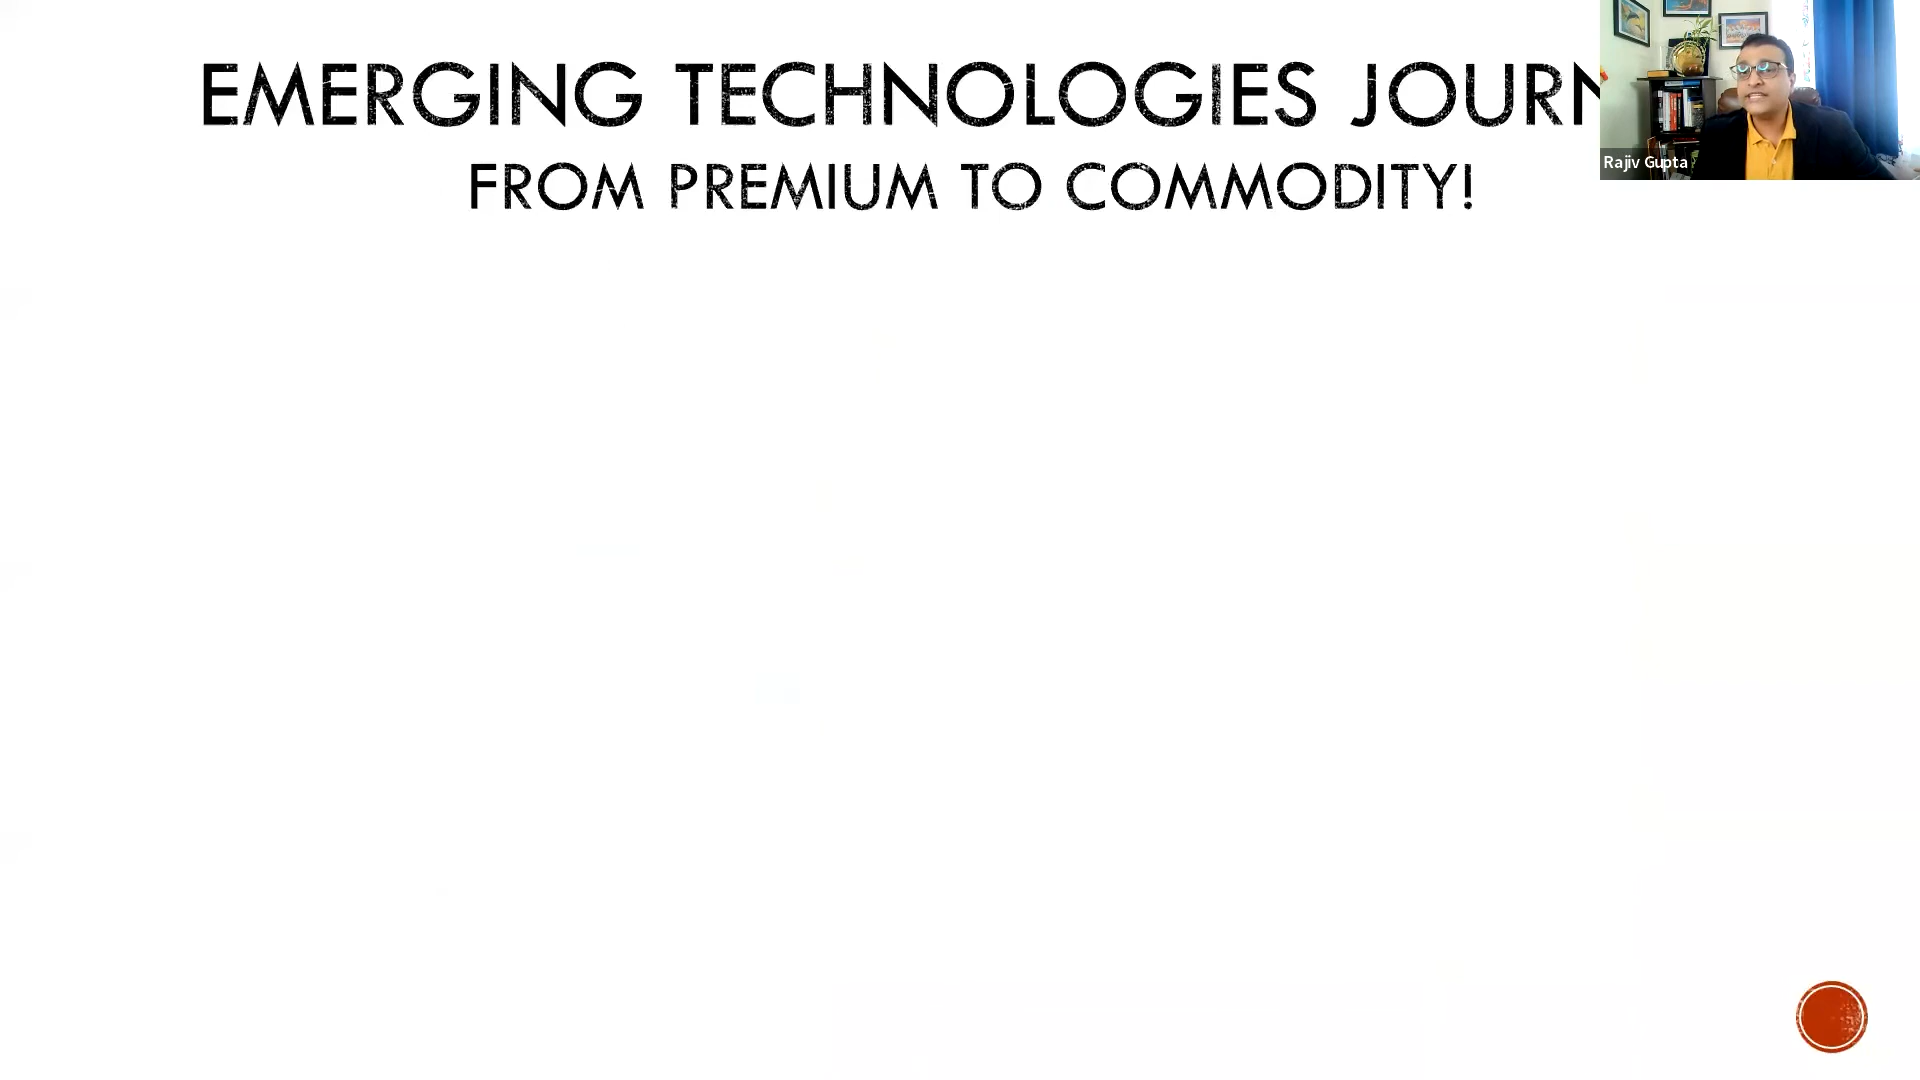 EMERGING TECHNOLOGIES JOURN
FROM PREMIUM TO COMMODITY!
Rajiv Gupta